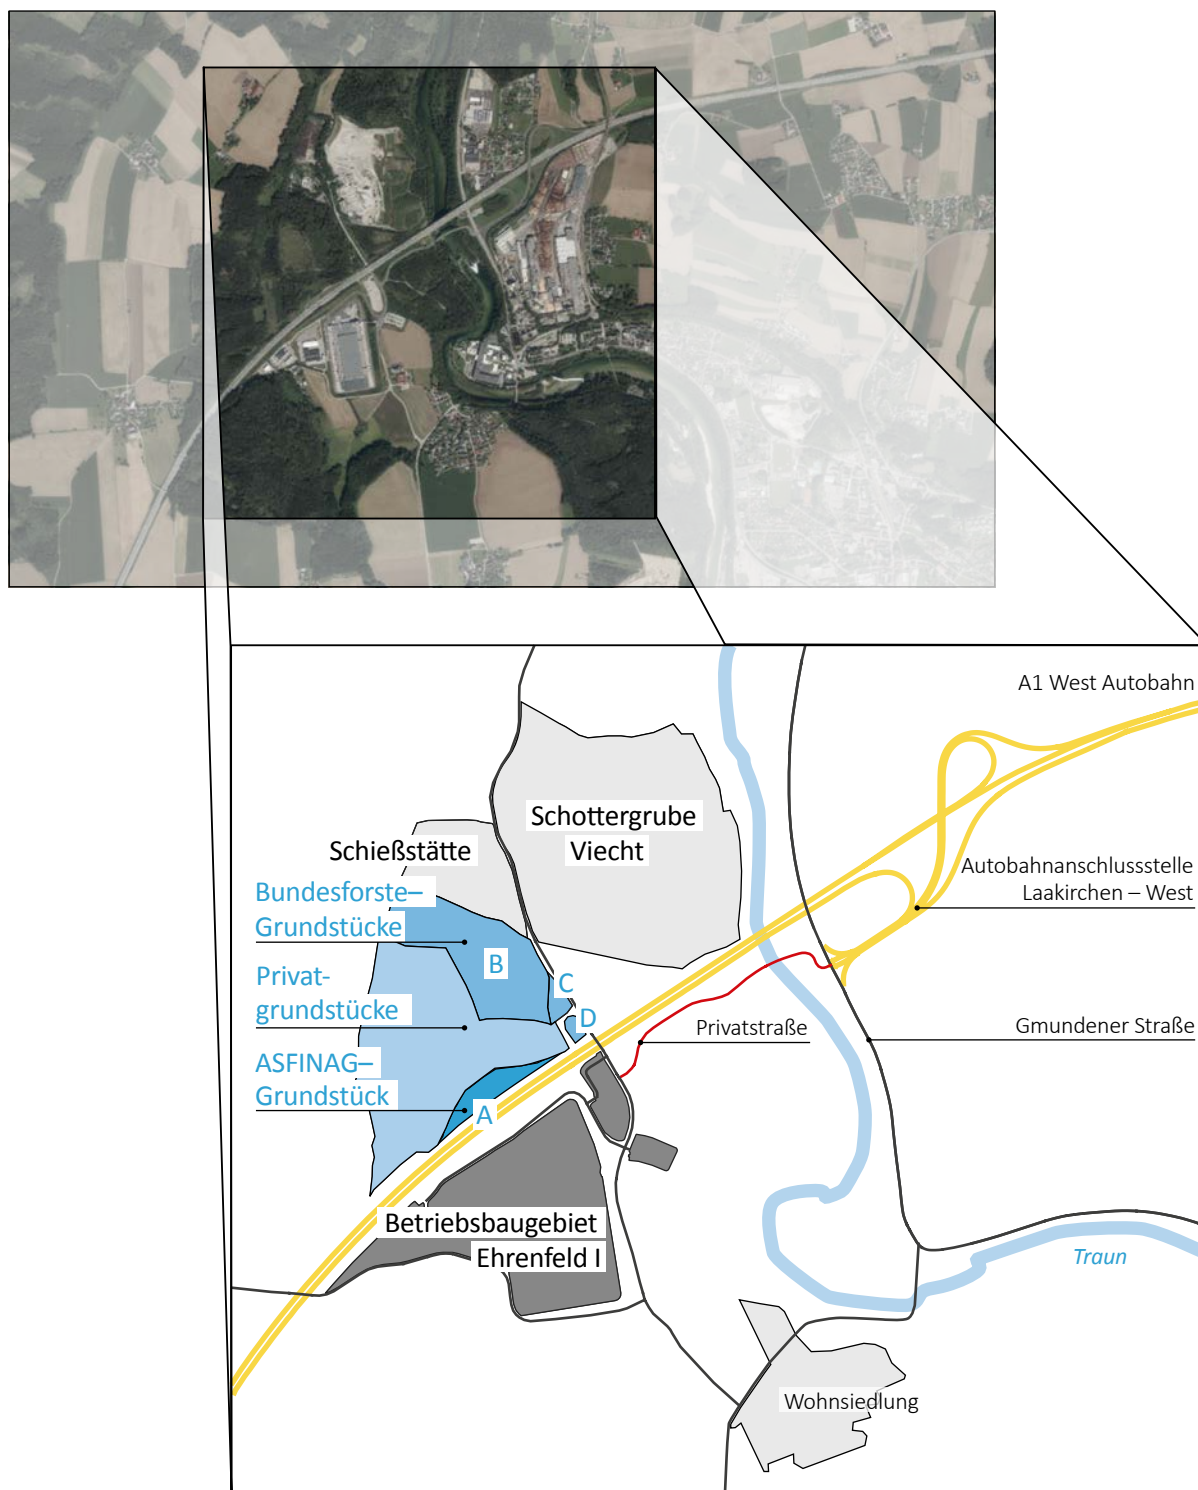 A1 West Autobahn
Schottergrube
Viecht
Schießstätte
Autobahnanschlussstelle
Laakirchen – West
Bundesforste–
Grundstücke
B
Privat-
grundstücke
C
D
Privatstraße
Gmundener Straße
ASFINAG–
Grundstück
A
Betriebsbaugebiet
Ehrenfeld I
Traun
Wohnsiedlung